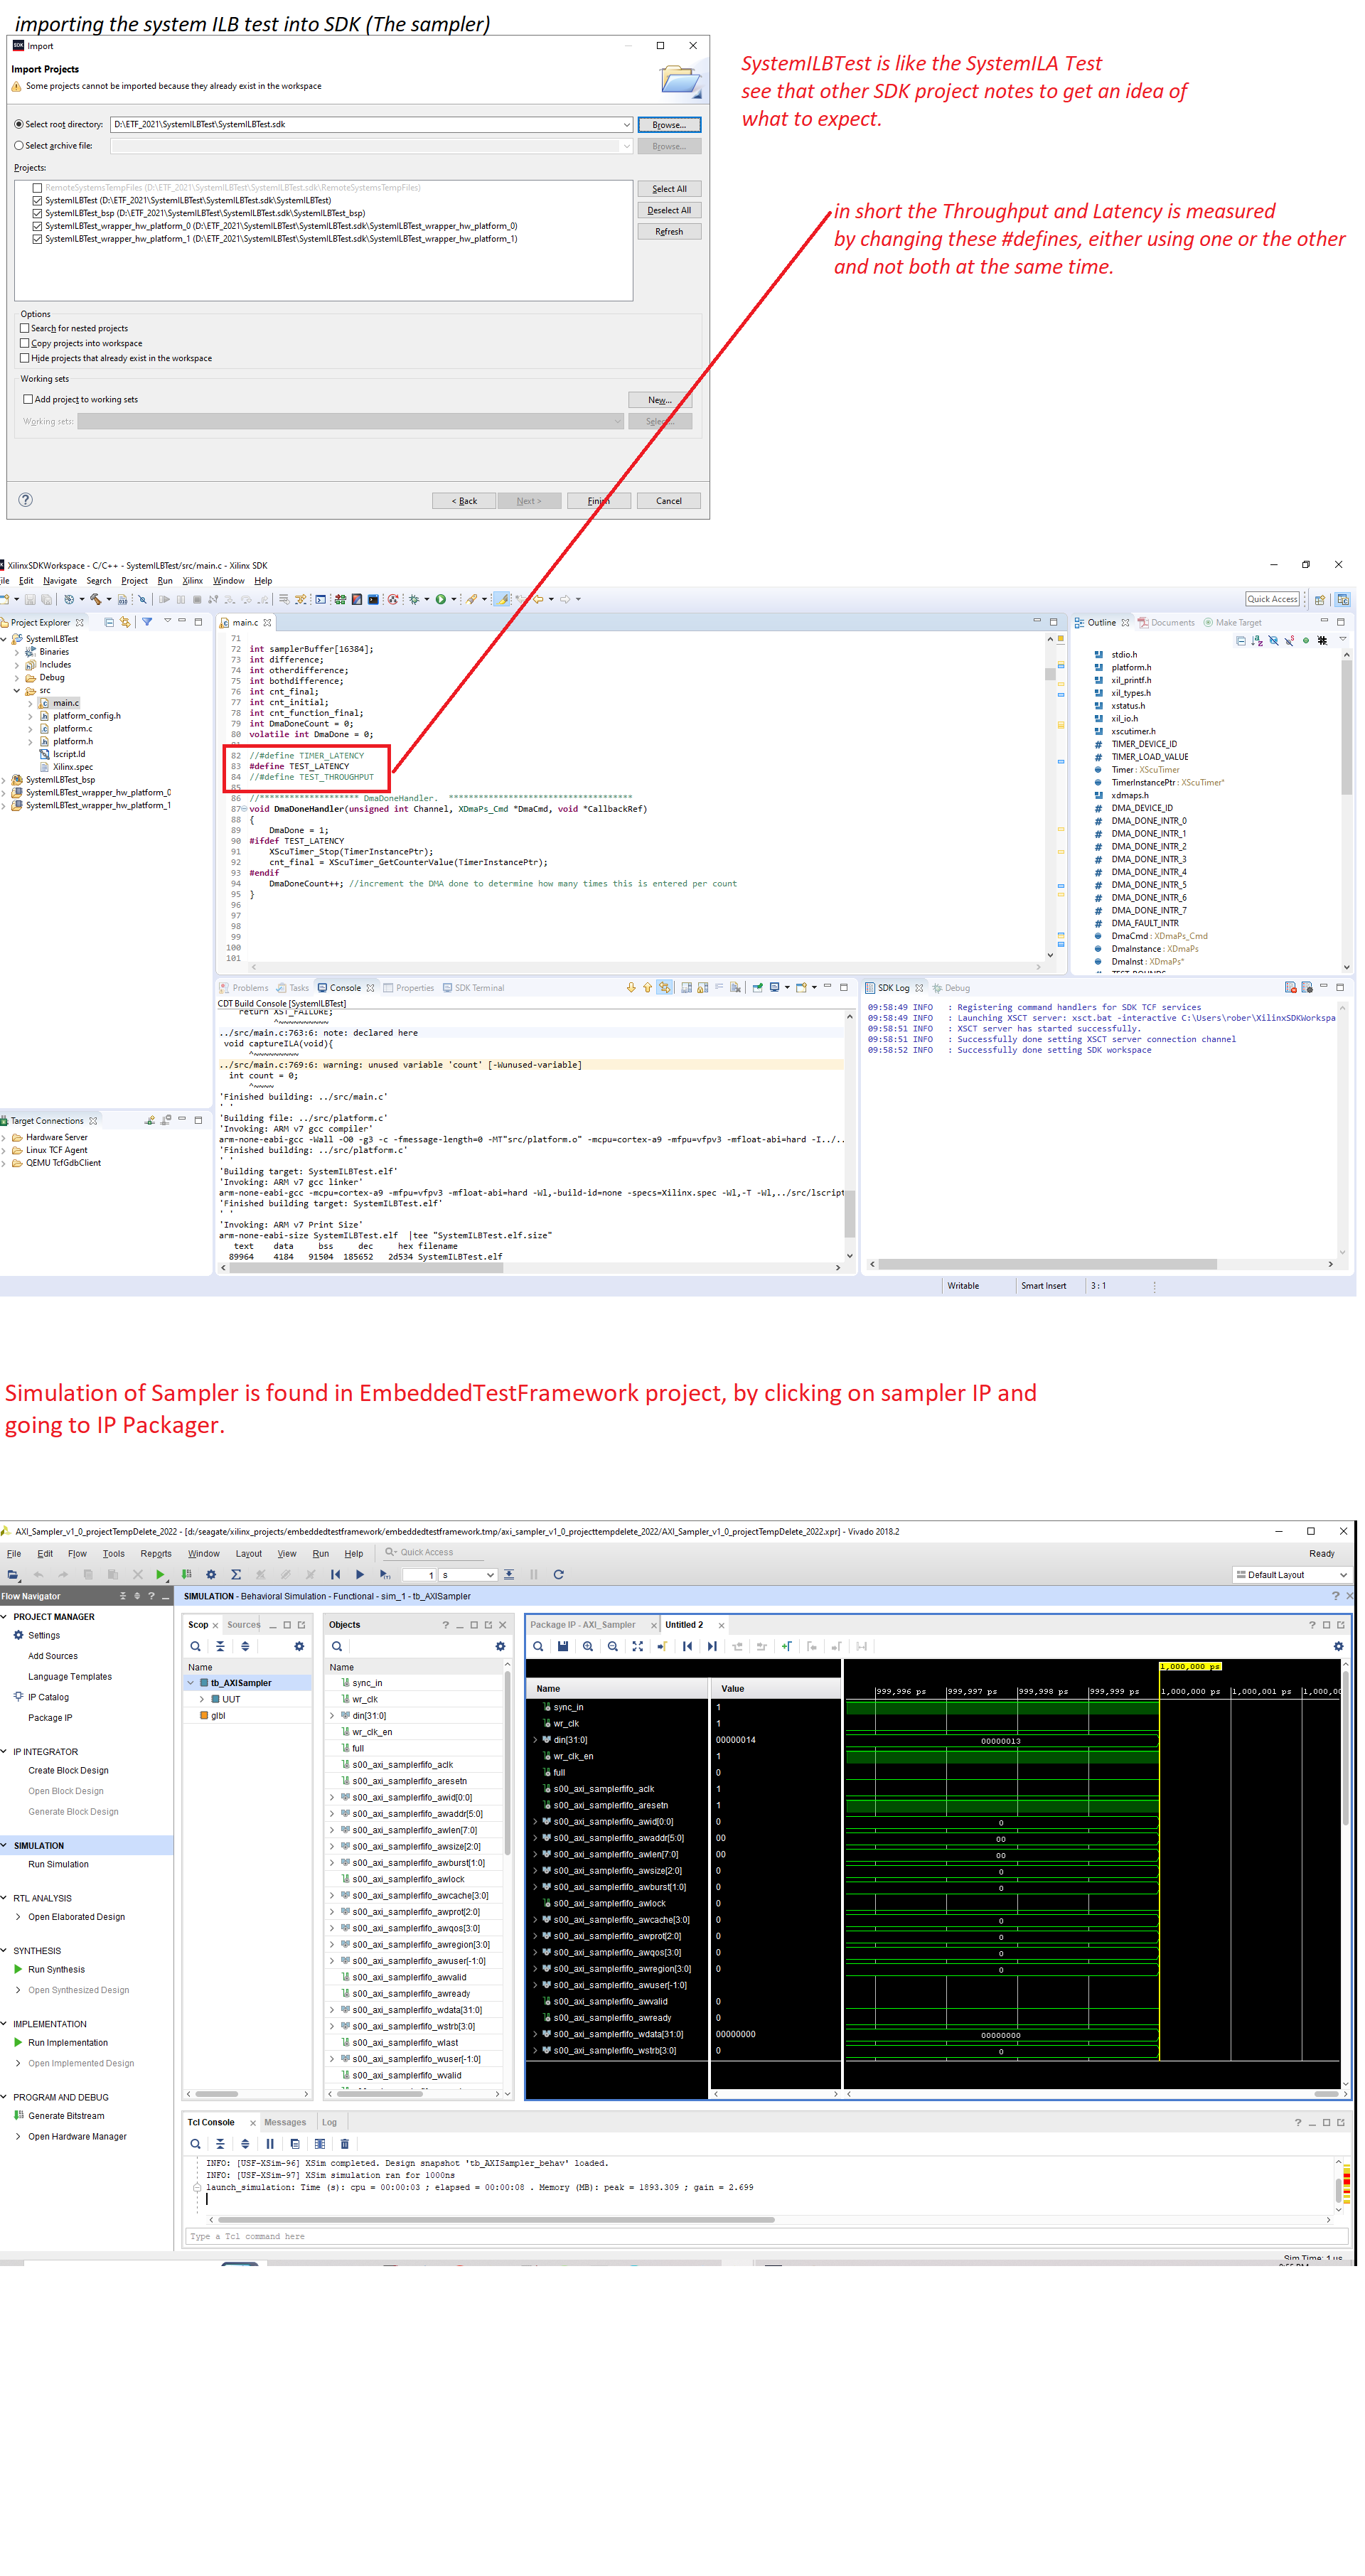 importing the system ILB test into SDK (The sampler)
SDK Import
Import Projects
Some projects cannot be imported because they already exist in the workspace
Select root directory: D:\ETF_2021\SystemILBTest\SystemILBTest.sdk Browse...
Select archive file: Browse...
Projects:
RemoteSystemsTempFiles (D:\ETF_2021\SystemILBTest\SystemILBTest.sdk\RemoteSystemsTempFiles)
SystemILBTest (D:\ETF_2021\SystemILBTest\SystemILBTest.sdk\SystemILBTest)
SystemILBTest_bsp (D:\ETF_2021\SystemILBTest\SystemILBTest.sdk\SystemILBTest_bsp)
SystemILBTest_wrapper_hw_platform_0 (D:\ETF_2021\SystemILBTest\SystemILBTest.sdk\SystemILBTest_wrapper_hw_platform_0)
SystemILBTest_wrapper_hw_platform_1 (D:\ETF_2021\SystemILBTest\SystemILBTest.sdk\SystemILBTest_wrapper_hw_platform_1)
Select All
Deselect All
Refresh
Options
Search for nested projects
Copy projects into workspace
Hide projects that already exist in the workspace
Working sets
Add project to working sets New...
Working sets: Select...
< Back Next > Finish Cancel
SystemILBTest is like the SystemILA Test
see that other SDK project notes to get an idea of
what to expect.
in short the Throughput and Latency is measured
by changing these #defines, either using one or the other
and not both at the same time.
XilinxSDKWorkspace - C/C++ - SystemILBTest/src/main.c - Xilinx SDK
ile Edit Navigate Search Project Run Xilinx Window Help
Quick Access
Project Explorer
SystemILBTest
Binaries
Includes
Debug
src
main.c
platform_config.h
platform.c
platform.h
lscript.ld
Xilinx.spec
SystemILBTest_bsp
SystemILBTest_wrapper_hw_platform_0
SystemILBTest_wrapper_hw_platform_1
Target Connections
Hardware Server
Linux TCF Agent
QEMU TcfGdbClient
main.c
71
72 int samplerBuffer[16384];
73 int difference;
74 int otherdifference;
75 int bothdifference;
76 int cnt_final;
77 int cnt_initial;
78 int cnt_function_final;
79 int DmaDoneCount = 0;
80 volatile int DmaDone = 0;
82 //#define TIMER_LATENCY
83 #define TEST_LATENCY
84 //#define TEST_THROUGHPUT
85
86 //******************** DmaDoneHandler. *************************************
87 void DmaDoneHandler(unsigned int Channel, XDmaPs_Cmd *DmaCmd, void *CallbackRef)
88 {
89 DmaDone = 1;
90 #ifdef TEST_LATENCY
91 XScuTimer_Stop(TimerInstancePtr);
92 cnt_final = XScuTimer_GetCounterValue(TimerInstancePtr);
93 #endif
94 DmaDoneCount++; //increment the DMA done to determine how many times this is entered per count
95 }
96
97
98
99
100
101
Outline Documents Make Target
stdio.h
platform.h
xil_printf.h
xil_types.h
xstatus.h
xil_io.h
xscutimer.h
TIMER_DEVICE_ID
TIMER_LOAD_VALUE
Timer : XScuTimer
TimerInstancePtr : XScuTimer*
xdmaps.h
DMA_DEVICE_ID
DMA_DONE_INTR_0
DMA_DONE_INTR_1
DMA_DONE_INTR_2
DMA_DONE_INTR_3
DMA_DONE_INTR_4
DMA_DONE_INTR_5
DMA_DONE_INTR_6
DMA_DONE_INTR_7
DMA_FAULT_INTR
DmaCmd : XDmaPs_Cmd
DmaInstance : XDmaPs
DmaInst : XDmaPs*
Problems Tasks Console Properties SDK Terminal
CDT Build Console [SystemILBTest]
return XST_FAILURE;
^~~~~~~~~~~
../src/main.c:763:6: note: declared here
void captureILA(void){
^~~~~~~~~~
../src/main.c:769:6: warning: unused variable 'count' [-Wunused-variable]
int count = 0;
^~~~~
'Finished building: ../src/main.c'
' '
'Building file: ../src/platform.c'
'Invoking: ARM v7 gcc compiler'
arm-none-eabi-gcc -Wall -O0 -g3 -c -fmessage-length=0 -MT"src/platform.o" -mcpu=cortex-a9 -mfpu=vfpv3 -mfloat-abi=hard -I../..
'Finished building: ../src/platform.c'
' '
'Building target: SystemILBTest.elf'
'Invoking: ARM v7 gcc linker'
arm-none-eabi-gcc -mcpu=cortex-a9 -mfpu=vfpv3 -mfloat-abi=hard -Wl,-build-id=none -specs=Xilinx.spec -Wl,-T -Wl,../src/lscript
'Finished building target: SystemILBTest.elf'
' '
'Invoking: ARM v7 Print Size'
arm-none-eabi-size SystemILBTest.elf |tee "SystemILBTest.elf.size"
text data bss dec hex filename
89964 4184 91504 185652 2d534 SystemILBTest.elf
SDK Log Debug
09:58:49 INFO : Registering command handlers for SDK TCF services
09:58:49 INFO : Launching XSCT server: xsct.bat -interactive C:\Users\rober\XilinxSDKWorkspa
09:58:51 INFO : XSCT server has started successfully.
09:58:51 INFO : Successfully done setting XSCT server connection channel
09:58:52 INFO : Successfully done setting SDK workspace
Writable Smart Insert 3 : 1
Simulation of Sampler is found in EmbeddedTestFramework project, by clicking on sampler IP and
going to IP Packager.
AXI_Sampler_v1_0_projectTempDelete_2022 - [d:/seagate/xilinx_projects/embeddedtestframework/embeddedtestframework.tmp/axi_sampler_v1_0_projecttempdelete_2022/AXI_Sampler_v1_0_projectTempDelete_2022.xpr] - Vivado 2018.2
File Edit Flow Tools Reports Window Layout View Run Help Quick Access Ready
1 s Default Layout
Flow Navigator
PROJECT MANAGER
Settings
Add Sources
Language Templates
IP Catalog
Package IP
IP INTEGRATOR
Create Block Design
Open Block Design
Generate Block Design
SIMULATION
Run Simulation
RTL ANALYSIS
Open Elaborated Design
SYNTHESIS
Run Synthesis
Open Synthesized Design
IMPLEMENTATION
Run Implementation
Open Implemented Design
PROGRAM AND DEBUG
Generate Bitstream
Open Hardware Manager
SIMULATION - Behavioral Simulation - Functional - sim_1 - tb_AXISampler
Scop Sources
Name
tb_AXISampler
UUT
glbl
Objects
Name
sync_in
wr_clk
din[31:0]
wr_clk_en
full
s00_axi_samplerfifo_aclk
s00_axi_samplerfifo_aresetn
s00_axi_samplerfifo_awid[0:0]
s00_axi_samplerfifo_awaddr[5:0]
s00_axi_samplerfifo_awlen[7:0]
s00_axi_samplerfifo_awsize[2:0]
s00_axi_samplerfifo_awburst[1:0]
s00_axi_samplerfifo_awlock
s00_axi_samplerfifo_awcache[3:0]
s00_axi_samplerfifo_awprot[2:0]
s00_axi_samplerfifo_awqos[3:0]
s00_axi_samplerfifo_awregion[3:0]
s00_axi_samplerfifo_awuser[-1:0]
s00_axi_samplerfifo_awvalid
s00_axi_samplerfifo_awready
s00_axi_samplerfifo_wdata[31:0]
s00_axi_samplerfifo_wstrb[3:0]
s00_axi_samplerfifo_wlast
s00_axi_samplerfifo_wuser[-1:0]
s00_axi_samplerfifo_wvalid
Package IP - AXI_Sampler Untitled 2
1,000,000 ps
Name Value 999,996 ps 999,997 ps 999,998 ps 999,999 ps 1,000,000 ps 1,000,001 ps 1,000,0
sync_in 1
wr_clk 1
din[31:0] 00000014 00000013
wr_clk_en 0
full 0
s00_axi_samplerfifo_aclk 1
s00_axi_samplerfifo_aresetn 1
s00_axi_samplerfifo_awid[0:0] 0 0
s00_axi_samplerfifo_awaddr[5:0] 00 00
s00_axi_samplerfifo_awlen[7:0] 00 00
s00_axi_samplerfifo_awsize[2:0] 0 0
s00_axi_samplerfifo_awburst[1:0] 0 0
s00_axi_samplerfifo_awlock 0
s00_axi_samplerfifo_awcache[3:0] 0 0
s00_axi_samplerfifo_awprot[2:0] 0 0
s00_axi_samplerfifo_awqos[3:0] 0 0
s00_axi_samplerfifo_awregion[3:0] 0 0
s00_axi_samplerfifo_awuser[-1:0]
s00_axi_samplerfifo_awvalid 0
s00_axi_samplerfifo_awready 0
s00_axi_samplerfifo_wdata[31:0] 00000000 00000000
s00_axi_samplerfifo_wstrb[3:0] 0 0
Tcl Console Messages Log
INFO: [USF-XSim-96] XSim completed. Design snapshot 'tb_AXISampler_behav' loaded.
INFO: [USF-XSim-97] XSim simulation ran for 1000ns
launch_simulation: Time (s): cpu = 00:00:03 ; elapsed = 00:00:08 . Memory (MB): peak = 1893.309 ; gain = 2.699
Type a Tcl command here
Sim Time: 1 us